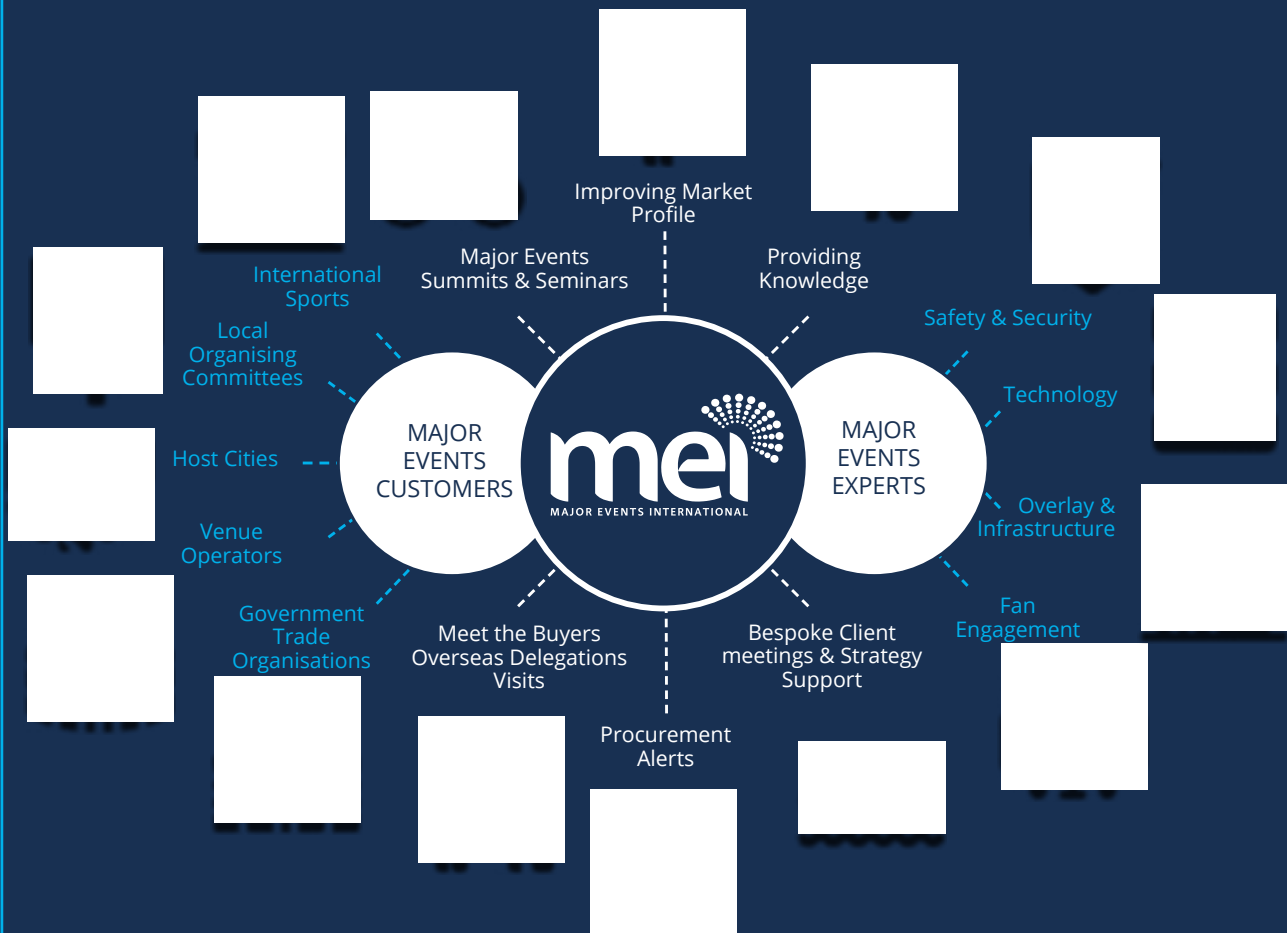 Improving Market
Profile
Major Events
Summits & Seminars
Providing
Knowledge
International
Sports
Local
Organising
Committees
Host Cities
Venue
Operators
Government
Trade
Organisations
MAJOR
EVENTS
CUSTOMERS
mei
MAJOR EVENTS INTERNATIONAL
MAJOR
EVENTS
EXPERTS
Safety & Security
Technology
Overlay &
Infrastructure
Fan
Engagement
Meet the Buyers
Overseas Delegations
Visits
Bespoke Client
meetings & Strategy
Support
Procurement
Alerts